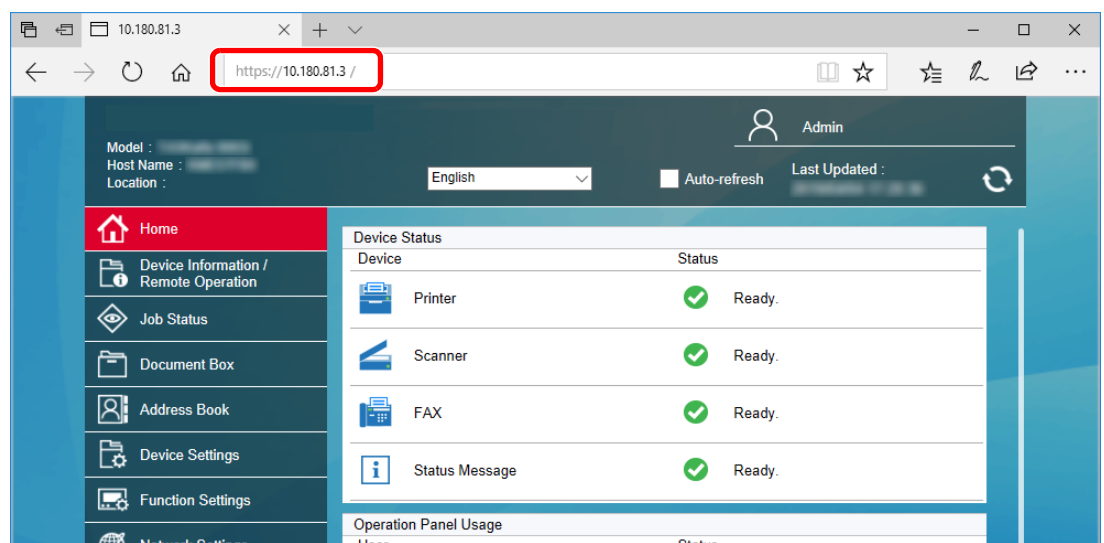 10.180.81.3
https://10.180.81.3 /
Admin
Model :
Host Name :
Location :
English
Auto-refresh
Last Updated :
Home
Device Information /
Remote Operation
Job Status
Document Box
Address Book
Device Settings
Function Settings
Device Status
Device Status
Printer Ready.
Scanner Ready.
FAX Ready.
Status Message Ready.
Operation Panel Usage